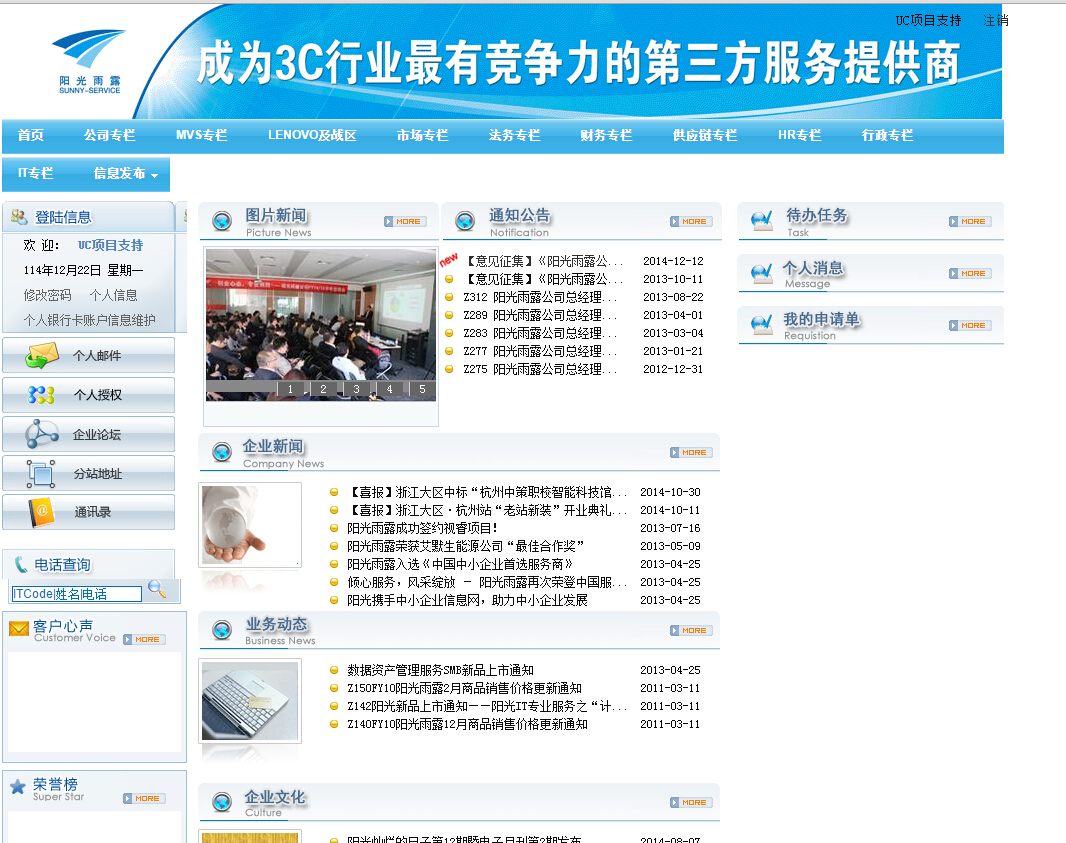 UC项目支持 注销
阳光雨露
SUNNY-SERVICE
成为3C行业最有竞争力的第三方服务提供商
首页 公司专栏 MVS专栏 LENOVO及战区 市场专栏 法务专栏 财务专栏 供应链专栏 HR专栏 行政专栏
IT专栏 信息发布
登陆信息
欢 迎： UC项目支持
114年12月22日 星期一
修改密码 个人信息
个人银行卡账户信息维护
个人邮件
个人授权
企业论坛
分站地址
通讯录
电话查询
ITCode|姓名|电话
客户心声
Customer Voice MORE
荣誉榜
Super Star MORE
图片新闻
Picture News MORE
1 2 3 4 5
通知公告
Notification MORE
new 【意见征集】《阳光雨露公... 2014-12-12
【意见征集】《阳光雨露公... 2013-10-11
Z312 阳光雨露公司总经理... 2013-08-22
Z289 阳光雨露公司总经理... 2013-04-01
Z283 阳光雨露公司总经理... 2013-03-04
Z277 阳光雨露公司总经理... 2013-01-21
Z275 阳光雨露公司总经理... 2012-12-31
待办任务
Task MORE
个人消息
Message MORE
我的申请单
Requistion MORE
企业新闻
Company News MORE
【喜报】浙江大区中标“杭州中策职校智能科技馆... 2014-10-30
【喜报】浙江大区·杭州站“老站新装”开业典礼... 2014-10-11
阳光雨露成功签约视睿项目! 2013-07-16
阳光雨露荣获艾默生能源公司“最佳合作奖” 2013-05-09
阳光雨露入选《中国中小企业首选服务商》 2013-04-25
倾心服务，风采绽放 — 阳光雨露再次荣登中国服... 2013-04-25
阳光携手中小企业信息网，助力中小企业发展 2013-04-25
业务动态
Business News MORE
数据资产管理服务SMB新品上市通知 2013-04-25
Z150FY10阳光雨露2月商品销售价格更新通知 2011-03-11
Z142阳光新品上市通知——阳光IT专业服务之“计... 2011-03-11
Z140FY10阳光雨露12月商品销售价格更新通知 2011-03-11
企业文化
Culture MORE
阳光灿烂的日子第12期暨电子月刊第2期发布 2014-08-07